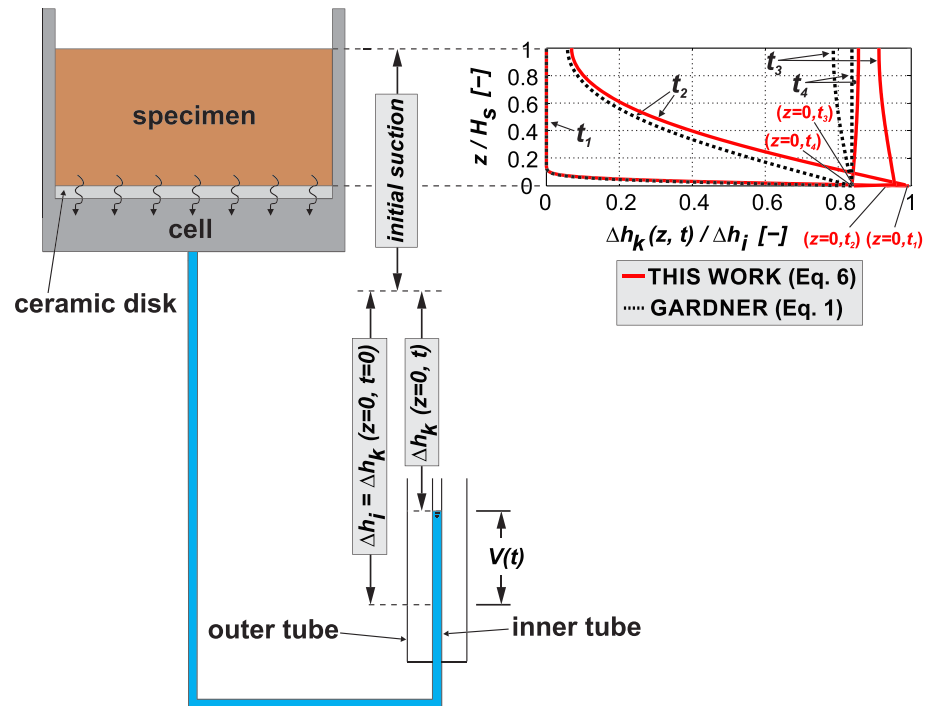 specimen
cell
ceramic disk
initial suction
Δh_i = Δh_k (z=0, t=0)
Δh_k (z=0, t)
V(t)
outer tube
inner tube
z / H_s [-]
1
0.8
0.6
0.4
0.2
0
t_1
t_2
t_3
t_4
(z=0,t_3)
(z=0,t_4)
0 0.2 0.4 0.6 0.8 1
(z=0,t_2) (z=0,t_1)
Δh_k (z, t) / Δh_i [-]
THIS WORK (Eq. 6)
GARDNER (Eq. 1)